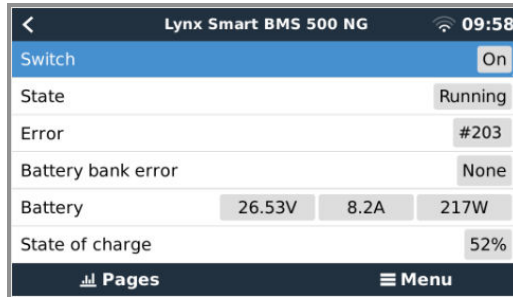 Lynx Smart BMS 500 NG 09:58
Switch On
State Running
Error #203
Battery bank error None
Battery 26.53V 8.2A 217W
State of charge 52%
Pages Menu